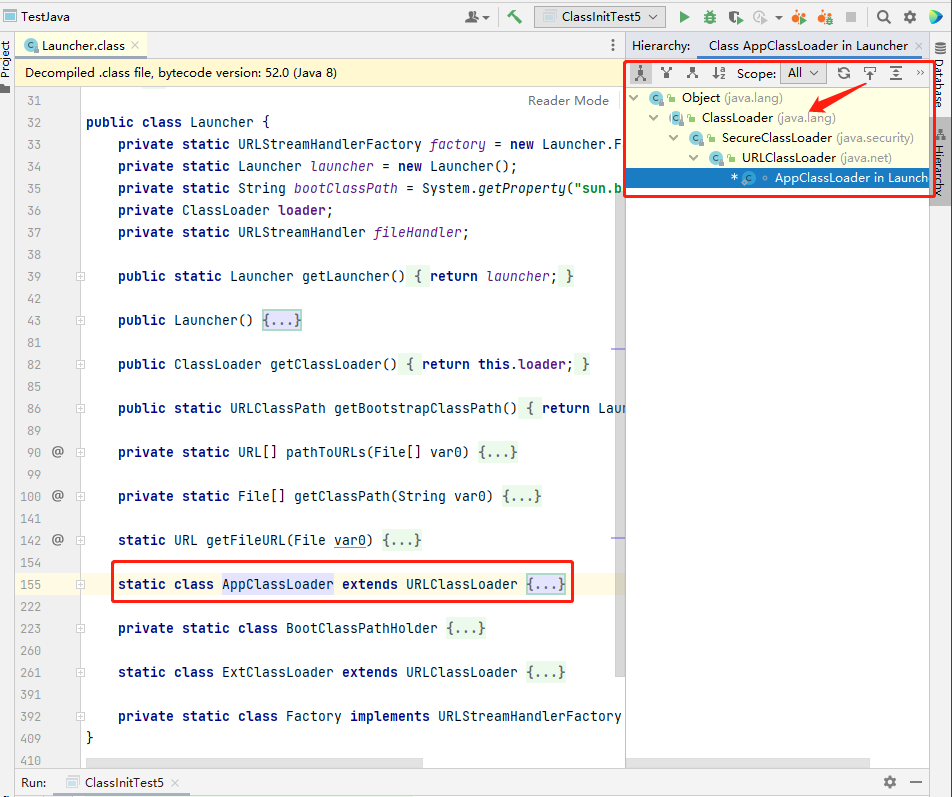 TestJava
ClassInitTest5
Project
Launcher.class
Hierarchy: Class AppClassLoader in Launcher
Decompiled .class file, bytecode version: 52.0 (Java 8)
Scope: All
Database
Hierarchy
Reader Mode
Object (java.lang)
ClassLoader (java.lang)
SecureClassLoader (java.security)
URLClassLoader (java.net)
* AppClassLoader in Launch
31
32 public class Launcher {
33 private static URLStreamHandlerFactory factory = new Launcher.F
34 private static Launcher launcher = new Launcher();
35 private static String bootClassPath = System.getProperty("sun.b
36 private ClassLoader loader;
37 private static URLStreamHandler fileHandler;
38
39 public static Launcher getLauncher() { return launcher; }
42
43 public Launcher() {...}
81
82 public ClassLoader getClassLoader() { return this.loader; }
85
86 public static URLClassPath getBootstrapClassPath() { return Lau
89
90 @ private static URL[] pathToURLs(File[] var0) {...}
99
100 @ private static File[] getClassPath(String var0) {...}
141
142 @ static URL getFileURL(File var0) {...}
154
155 static class AppClassLoader extends URLClassLoader {...}
222
223 private static class BootClassPathHolder {...}
260
261 static class ExtClassLoader extends URLClassLoader {...}
391
392 private static class Factory implements URLStreamHandlerFactory
409 }
410
Run: ClassInitTest5